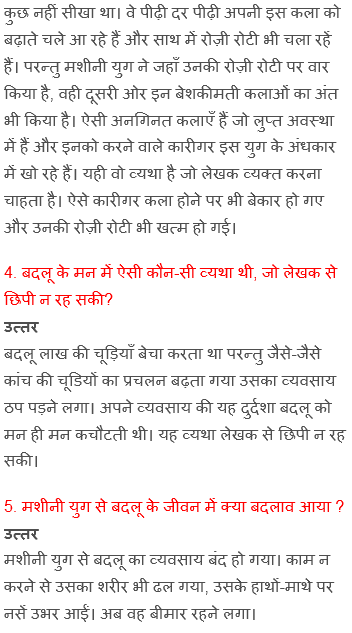 कुछ नहीं सीखा था। वे पीढ़ी दर पीढ़ी अपनी इस कला को
बढ़ाते चले आ रहे हैं और साथ में रोज़ी रोटी भी चला रहें
हैं। परन्तु मशीनी युग ने जहाँ उनकी रोज़ी रोटी पर वार
किया है, वही दूसरी ओर इन बेशकीमती कलाओं का अंत
भी किया है। ऐसी अनगिनत कलाएँ हैं जो लुप्त अवस्था
में हैं और इनको करने वाले कारीगर इस युग के अंधकार
में खो रहे हैं। यही वो व्यथा है जो लेखक व्यक्त करना
चाहता है। ऐसे कारीगर कला होने पर भी बेकार हो गए
और उनकी रोज़ी रोटी भी खत्म हो गई।
4. बदलू के मन में ऐसी कौन-सी व्यथा थी, जो लेखक से
छिपी न रह सकी?
उत्तर
बदलू लाख की चूड़ियाँ बेचा करता था परन्तु जैसे-जैसे
कांच की चूडियों का प्रचलन बढ़ता गया उसका व्यवसाय
ठप पड़ने लगा। अपने व्यवसाय की यह दुर्दशा बदलू को
मन ही मन कचौटती थी। यह व्यथा लेखक से छिपी न रह
सकी।
5. मशीनी युग से बदलू के जीवन में क्या बदलाव आया ?
उत्तर
मशीनी युग से बदलू का व्यवसाय बंद हो गया। काम न
करने से उसका शरीर भी ढल गया, उसके हाथों-माथे पर
नसें उभर आईं। अब वह बीमार रहने लगा।